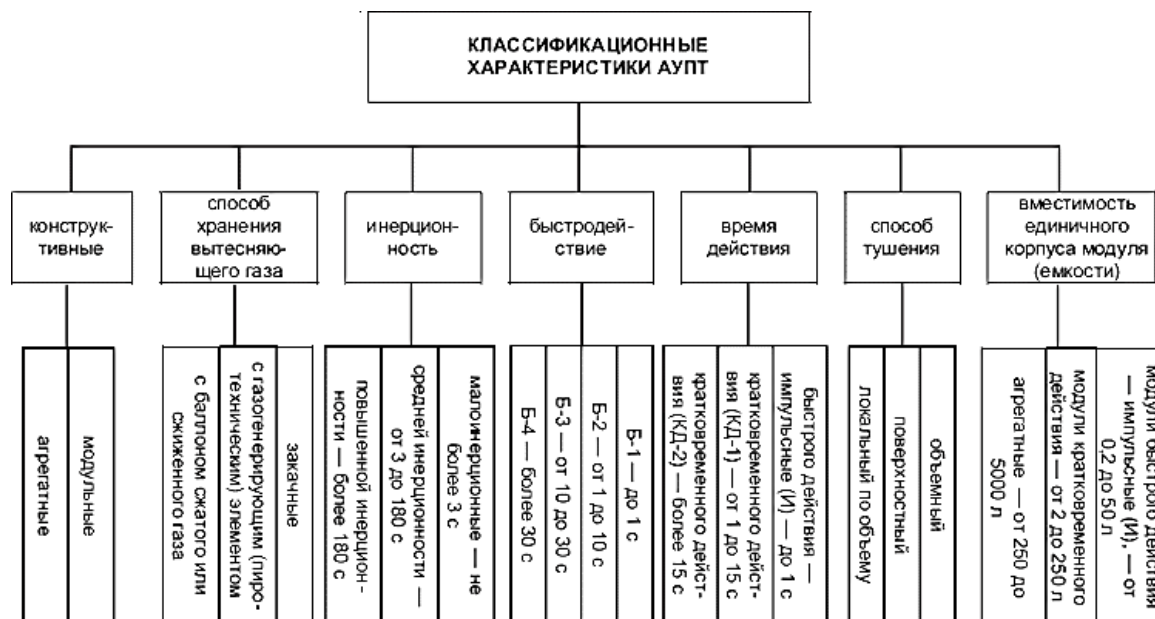 КЛАССИФИКАЦИОННЫЕ
ХАРАКТЕРИСТИКИ АУПТ
конструк-
тивные
способ
хранения
вытесняю-
щего газа
инерцион-
ность
быстродей-
ствие
время
действия
способ
тушения
вместимость
единичного
корпуса модуля
(емкости)
агрегатные
модульные
с баллоном сжатого или
сжиженного газа
с газогенерирующим (пиро-
техническим) элементом
закачные
повышенной инерцион-
ности — более 180 с
средней инерционности —
от 3 до 180 с
малоинерционные — не
более 3 с
Б-4 — более 30 с
Б-3 — от 10 до 30 с
Б-2 — от 1 до 10 с
Б-1 — до 1 с
кратковременного дейст-
вия (КД-2) — более 15 с
кратковременного дейст-
вия (КД-1) — от 1 до 15 с
быстрого действия —
импульсные (И) — до 1 с
локальный по объему
поверхностный
объемный
агрегатные — от 250 до
5000 л
модули кратковременного
действия — от 2 до 250 л
модули быстрого действия
— импульсные (И), — от
0,2 до 50 л